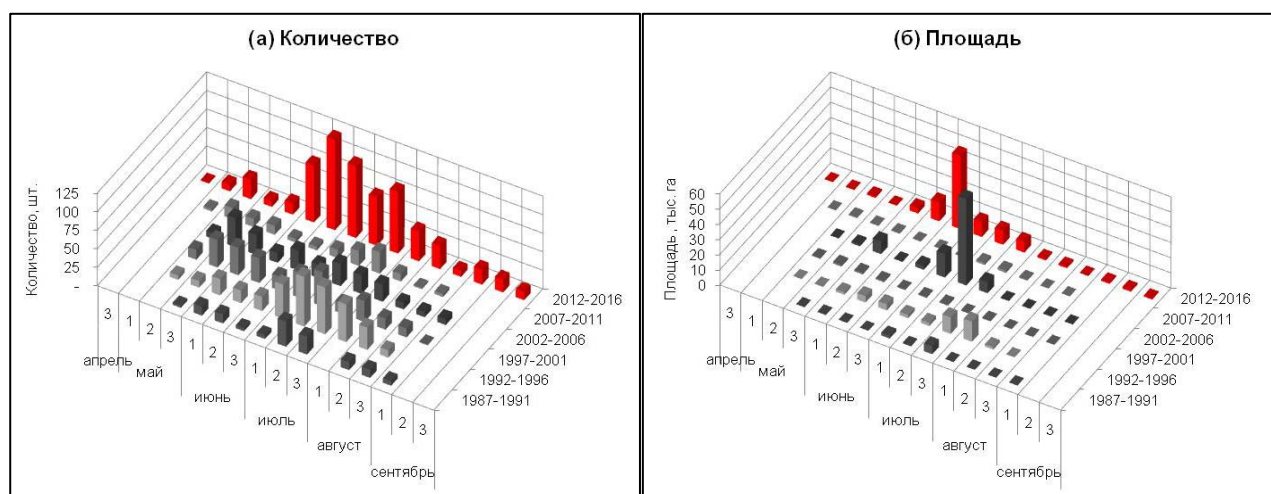 (а) Количество
Количество, шт.
125
100
75
50
25
-
3 1 2 3 1 2 3 1 2 3 1 2 3 1 2 3
апрель
май
июнь
июль
август
сентябрь
2012-2016
2007-2011
2002-2006
1997-2001
1992-1996
1987-1991
(б) Площадь
Площадь, тыс. га
60
50
40
30
20
10
0
3 1 2 3 1 2 3 1 2 3 1 2 3 1 2 3
апрель
май
июнь
июль
август
сентябрь
2012-2016
2007-2011
2002-2006
1997-2001
1992-1996
1987-1991